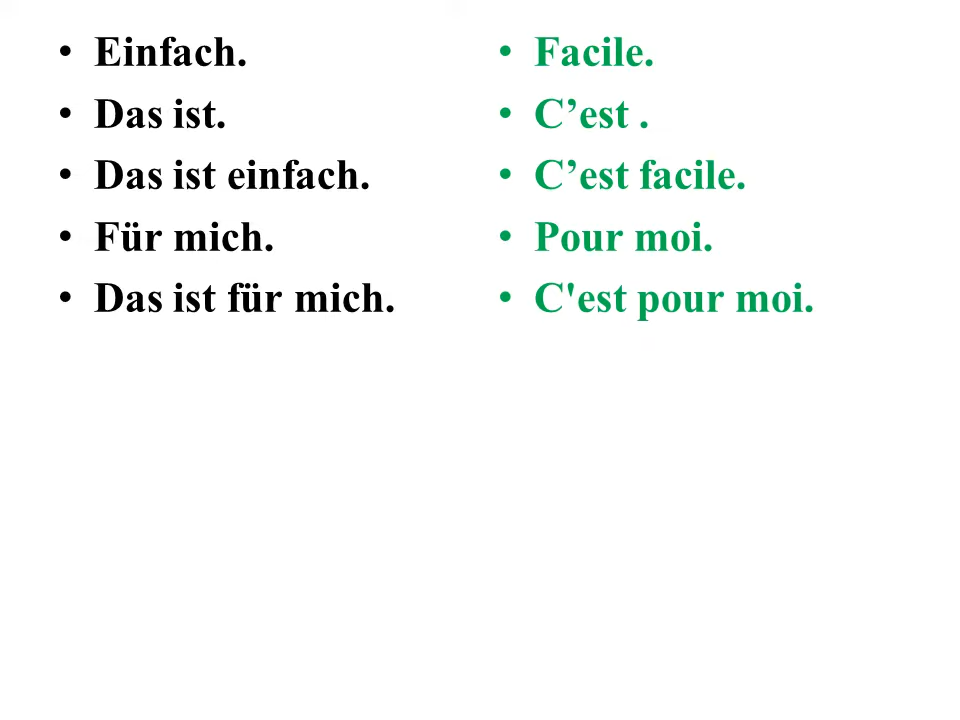 • Einfach.
• Das ist.
• Das ist einfach.
• Für mich.
• Das ist für mich.
• Facile.
• C’est .
• C’est facile.
• Pour moi.
• C'est pour moi.